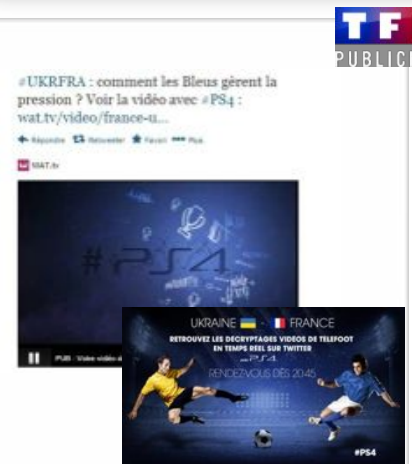 TF
PUBLICI
#UKRFRA : comment les Bleus gèrent la
pression ? Voir la vidéo avec #PS4 :
wat.tv/video/france-u...
Répondre Retweeter Favori Plus
WAT.tv
#PS4
PUB : Votre vidéo d
UKRAINE - FRANCE
RETROUVEZ LES DÉCRYPTAGES VIDÉOS DE TELEFOOT
EN TEMPS RÉEL SUR TWITTER
PS4
RENDEZ-VOUS DÈS 20:45
#PS4